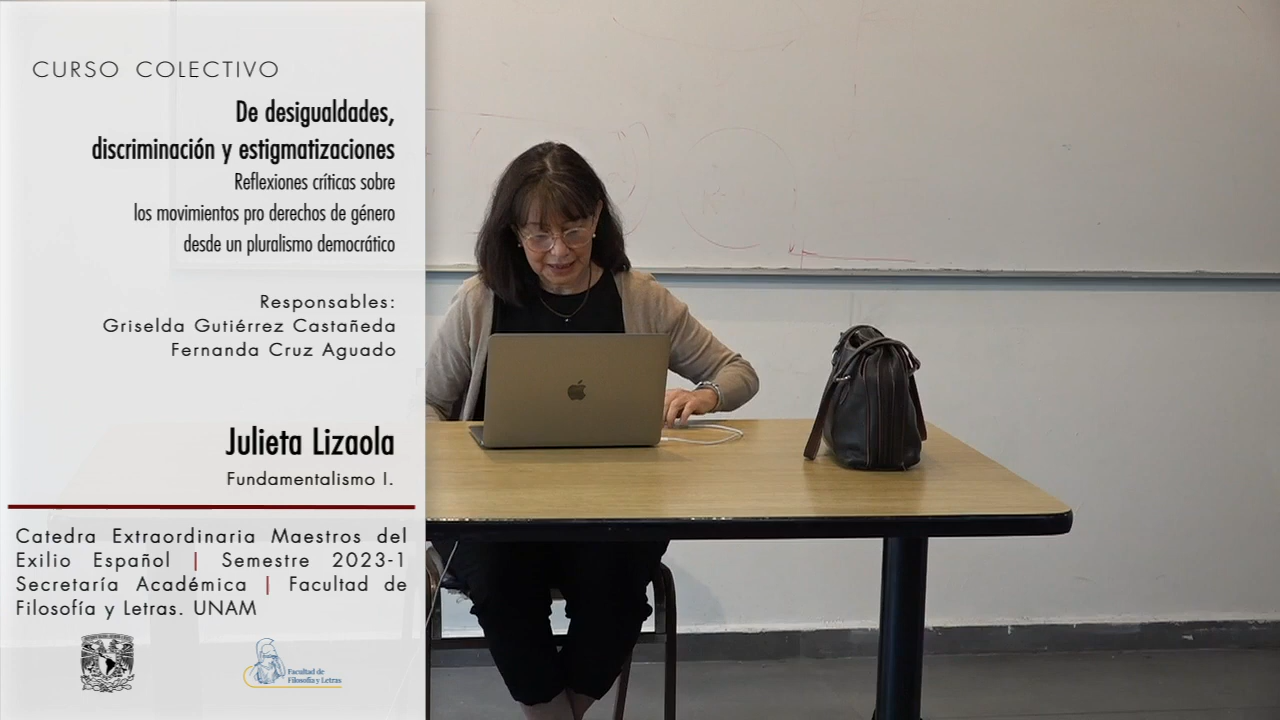 CURSO COLECTIVO
De desigualdades,
discriminación y estigmatizaciones
Reflexiones críticas sobre
los movimientos pro derechos de género
desde un pluralismo democrático
Responsables:
Griselda Gutiérrez Castañeda
Fernanda Cruz Aguado
Julieta Lizaola
Fundamentalismo I.
Catedra Extraordinaria Maestros del
Exilio Español | Semestre 2023-1
Secretaría Académica | Facultad de
Filosofía y Letras. UNAM
Facultad de
Filosofía y Letras